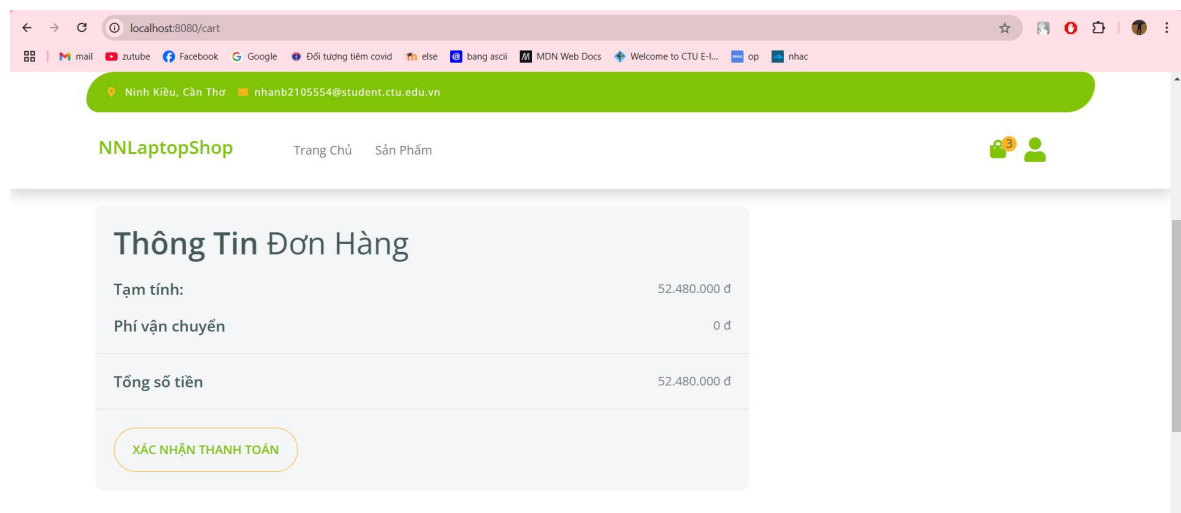 localhost:8080/cart
mail zutube Facebook Google Đối tượng tiêm covid else bang ascii MDN Web Docs Welcome to CTU E-l... op nhac
Ninh Kiều, Cần Thơ nhanb2105554@student.ctu.edu.vn
NNLaptopShop Trang Chủ Sản Phẩm 3
Thông Tin Đơn Hàng
Tạm tính: 52.480.000 đ
Phí vận chuyển 0 đ
Tổng số tiền 52.480.000 đ
XÁC NHẬN THANH TOÁN